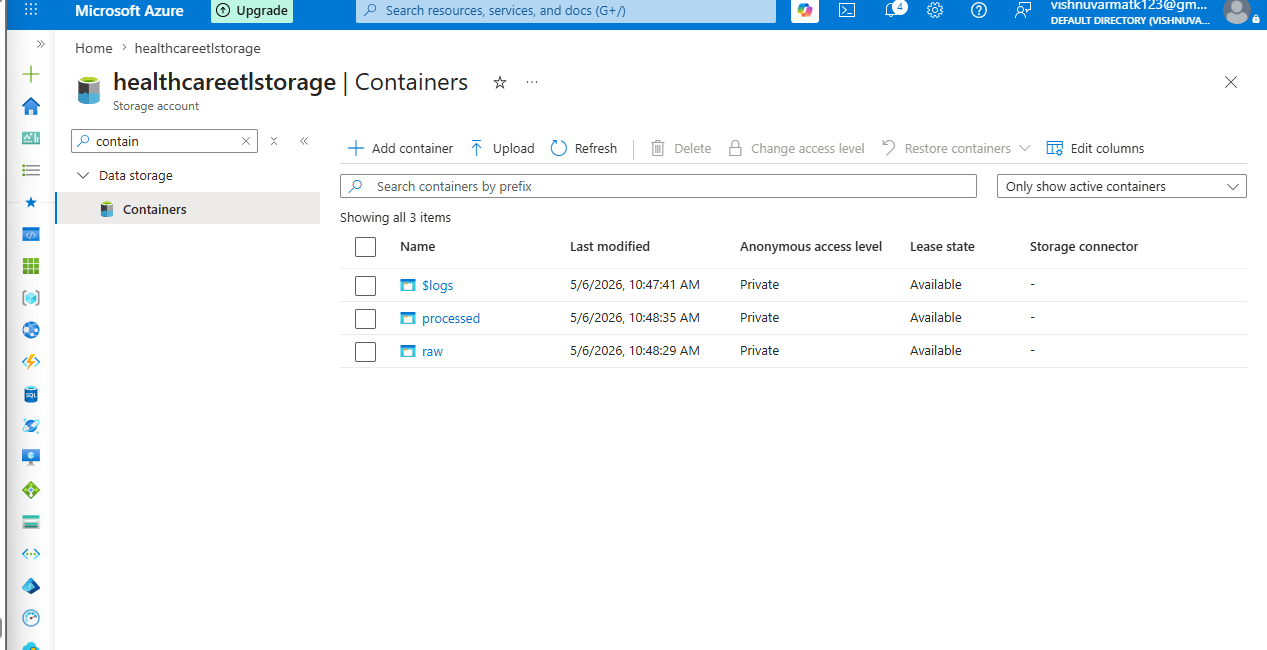 Microsoft Azure
Upgrade
Search resources, services, and docs (G+/)
4
vishnuvarmatk123@gm...
DEFAULT DIRECTORY (VISHNUVA...
Home > healthcareetlstorage
healthcareetlstorage | Containers
Storage account
contain
Data storage
Containers
Add container Upload Refresh Delete Change access level Restore containers Edit columns
Search containers by prefix
Only show active containers
Showing all 3 items
Name Last modified Anonymous access level Lease state Storage connector
$logs 5/6/2026, 10:47:41 AM Private Available -
processed 5/6/2026, 10:48:35 AM Private Available -
raw 5/6/2026, 10:48:29 AM Private Available -
SQL